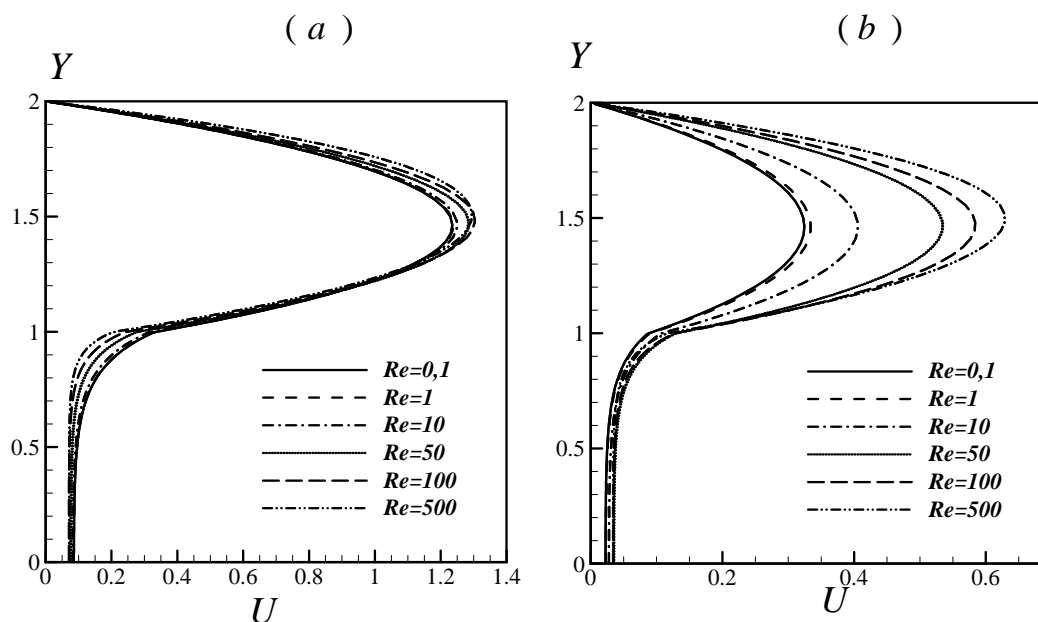 ( a )
( b )
Y
Y
2
2
1.5
1.5
1
1
Re=0,1
Re=1
Re=10
Re=50
Re=100
Re=500
Re=0,1
Re=1
Re=10
Re=50
Re=100
Re=500
0.5
0.5
0
0
0 0.2 0.4 0.6 0.8 1 1.2 1.4
0 0.2 0.4 0.6
U
U